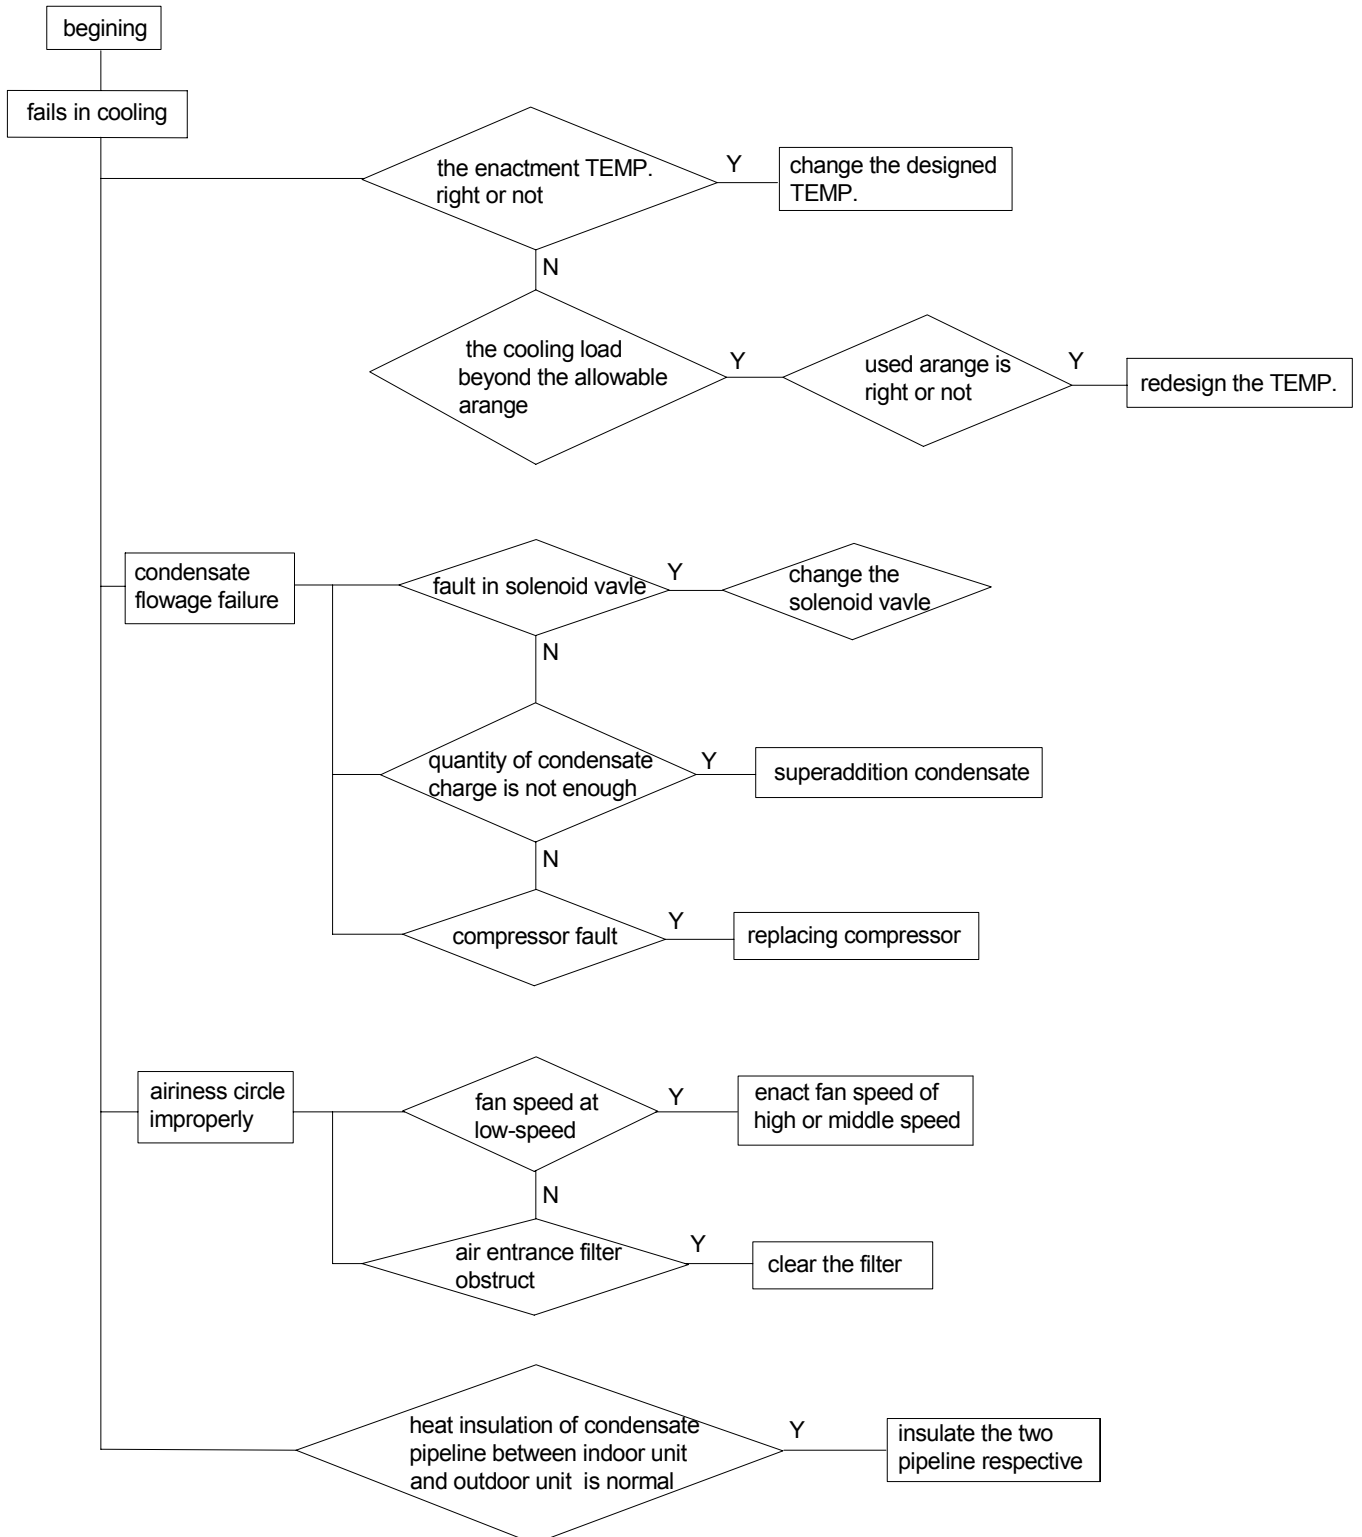 begining
fails in cooling
the enactment TEMP.
right or not
Y
change the designed
TEMP.
N
the cooling load
beyond the allowable
arange
Y
used arange is
right or not
Y
redesign the TEMP.
condensate
flowage failure
fault in solenoid vavle
Y
change the
solenoid vavle
N
quantity of condensate
charge is not enough
Y
superaddition condensate
N
compressor fault
Y
replacing compressor
airiness circle
improperly
fan speed at
low-speed
Y
enact fan speed of
high or middle speed
N
air entrance filter
obstruct
Y
clear the filter
heat insulation of condensate
pipeline between indoor unit
and outdoor unit is normal
Y
insulate the two
pipeline respective